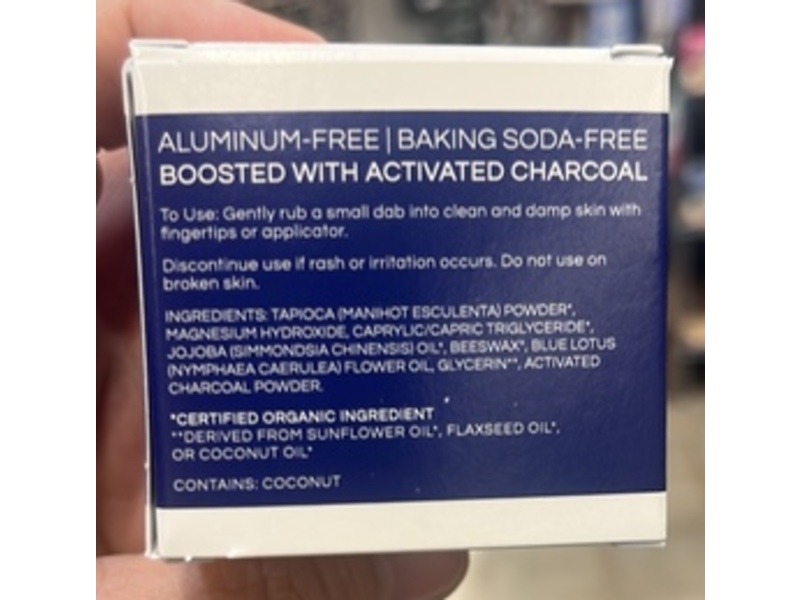 ALUMINUM-FREE | BAKING SODA-FREE
BOOSTED WITH ACTIVATED CHARCOAL
To Use: Gently rub a small dab into clean and damp skin with
fingertips or applicator.
Discontinue use if rash or irritation occurs. Do not use on
broken skin.
INGREDIENTS: TAPIOCA (MANIHOT ESCULENTA) POWDER*,
MAGNESIUM HYDROXIDE, CAPRYLIC/CAPRIC TRIGLYCERIDE*,
JOJOBA (SIMMONDSIA CHINENSIS) OIL*, BEESWAX*, BLUE LOTUS
(NYMPHAEA CAERULEA) FLOWER OIL, GLYCERIN**, ACTIVATED
CHARCOAL POWDER.
*CERTIFIED ORGANIC INGREDIENT
**DERIVED FROM SUNFLOWER OIL*, FLAXSEED OIL*,
OR COCONUT OIL*
CONTAINS: COCONUT